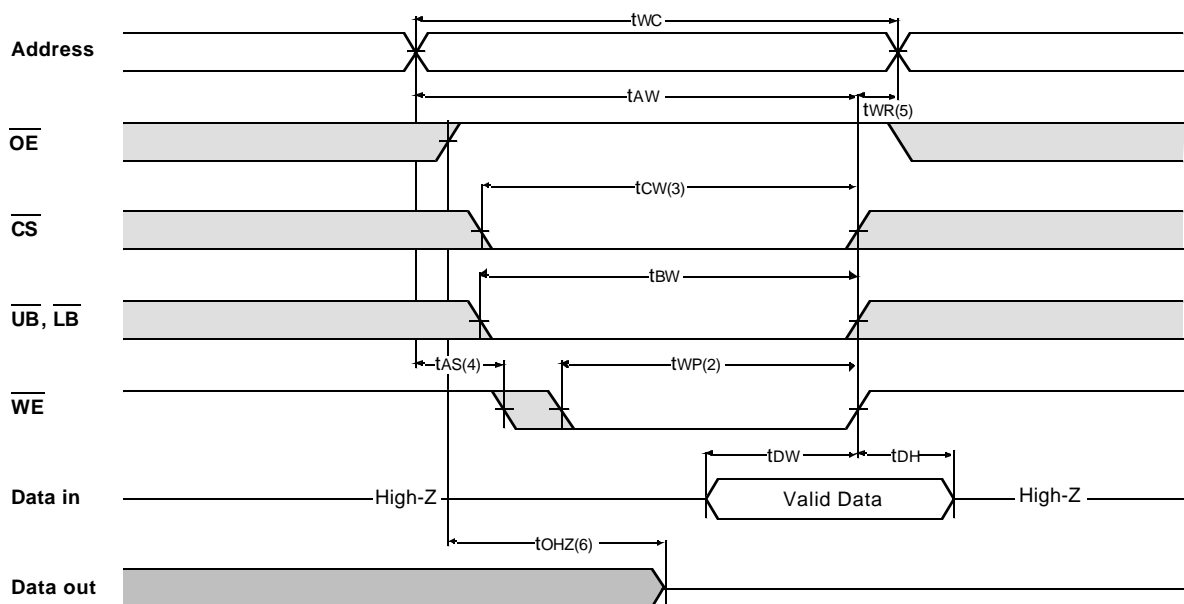 tWC
Address
tAW
tWR(5)
OE
tCW(3)
CS
tBW
UB, LB
tAS(4)
tWP(2)
WE
tDW
tDH
Data in
High-Z
Valid Data
High-Z
tOHZ(6)
Data out